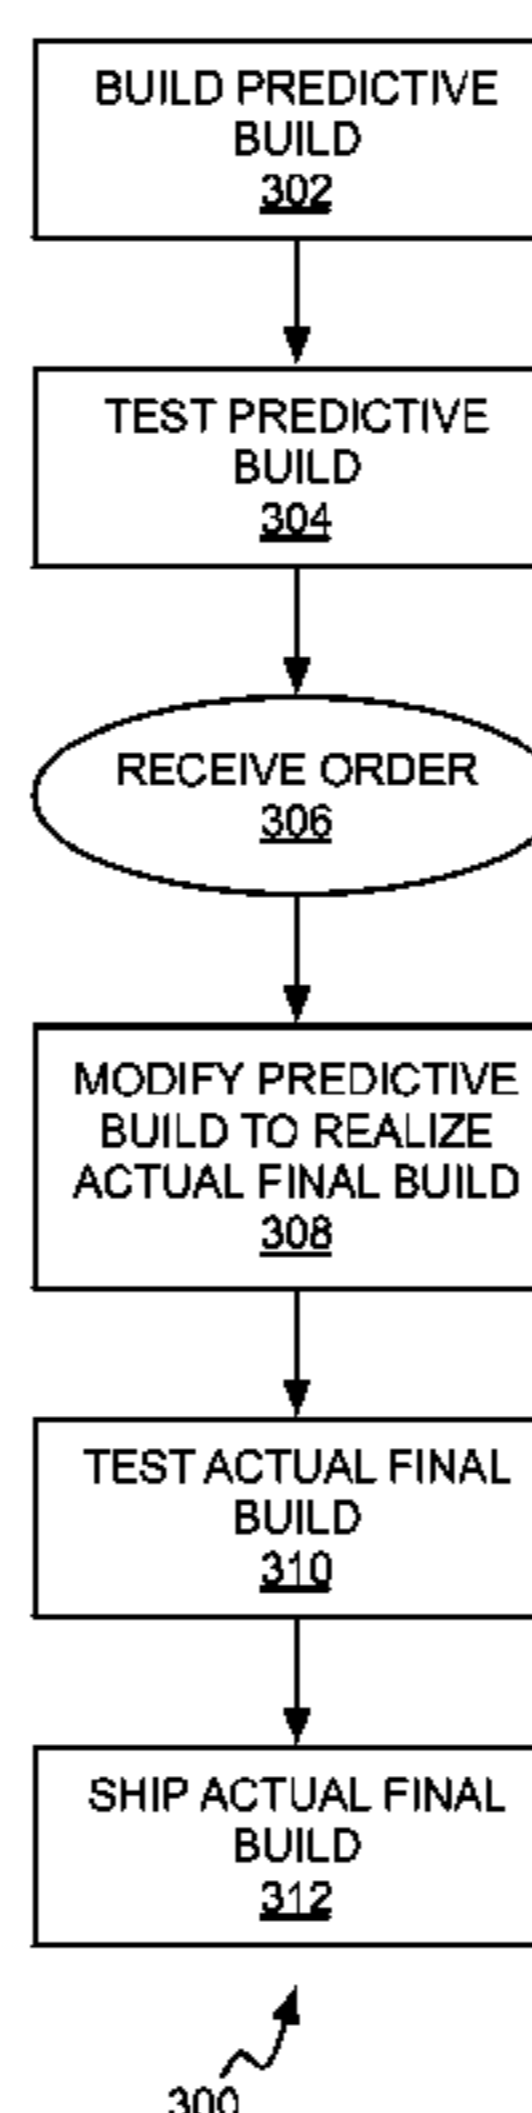 BUILD PREDICTIVE
BUILD
302
TEST PREDICTIVE
BUILD
304
RECEIVE ORDER
306
MODIFY PREDICTIVE
BUILD TO REALIZE
ACTUAL FINAL BUILD
308
TEST ACTUAL FINAL
BUILD
310
SHIP ACTUAL FINAL
BUILD
312
300